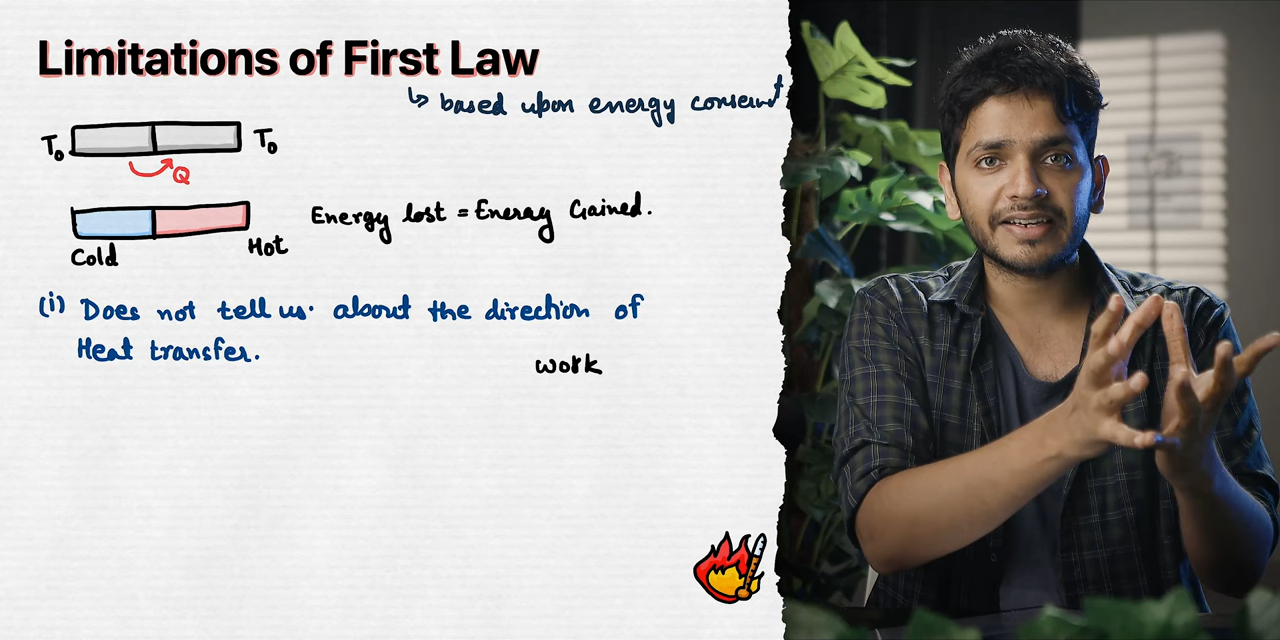 Limitations of First Law
↳ based upon energy conservt
T₀ T₀
Q
Energy lost = Energy Gained.
Cold Hot
(i) Does not tell us about the direction of
Heat transfer.
work